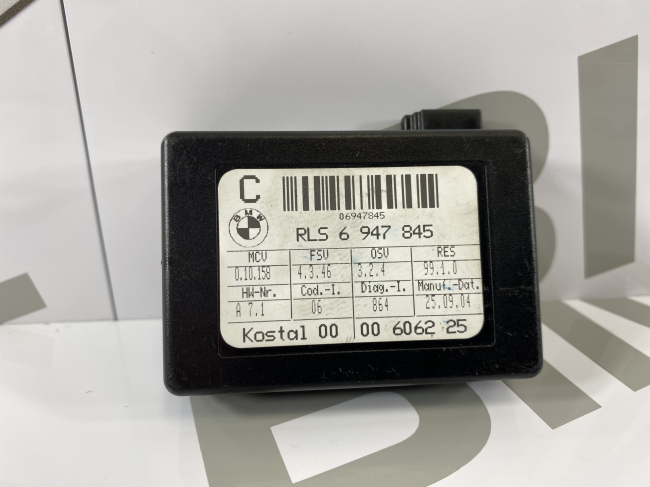 C
06947845
BMW
RLS 6 947 845
MCV FSV OSV RES
0.10.158 4.3.46 3.2.4 99.1.0
HW-Nr. Cod.-I. Diag.-I. Manuf.-Dat.
A 7.1 06 864 25.09.04
Kostal 00 00 6062 25